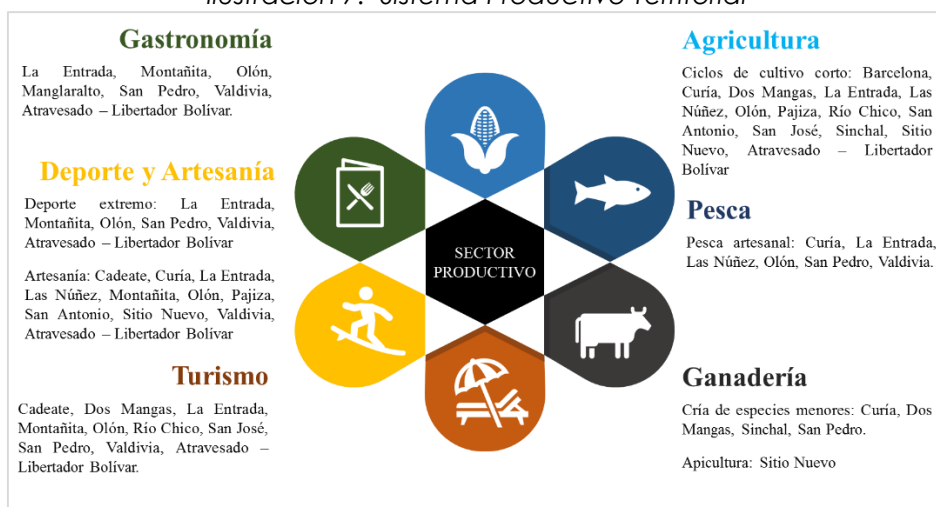 Ilustración 7. Sistema Productivo Territorial
Gastronomía
La Entrada, Montañita, Olón,
Manglaralto, San Pedro, Valdivia,
Atravesado – Libertador Bolívar.
Deporte y Artesanía
Deporte extremo: La Entrada,
Montañita, Olón, San Pedro, Valdivia,
Atravesado – Libertador Bolívar
Artesanía: Cadeate, Curía, La Entrada,
Las Núñez, Montañita, Olón, Pajiza,
San Antonio, Sitio Nuevo, Valdivia,
Atravesado – Libertador Bolívar
Turismo
Cadeate, Dos Mangas, La Entrada,
Montañita, Olón, Río Chico, San José,
San Pedro, Valdivia, Atravesado –
Libertador Bolívar.
SECTOR
PRODUCTIVO
Agricultura
Ciclos de cultivo corto: Barcelona,
Curía, Dos Mangas, La Entrada, Las
Núñez, Olón, Pajiza, Río Chico, San
Antonio, San José, Sinchal, Sitio
Nuevo, Atravesado – Libertador
Bolívar
Pesca
Pesca artesanal: Curía, La Entrada,
Las Núñez, Olón, San Pedro, Valdivia.
Ganadería
Cría de especies menores: Curía, Dos
Mangas, Sinchal, San Pedro.
Apicultura: Sitio Nuevo